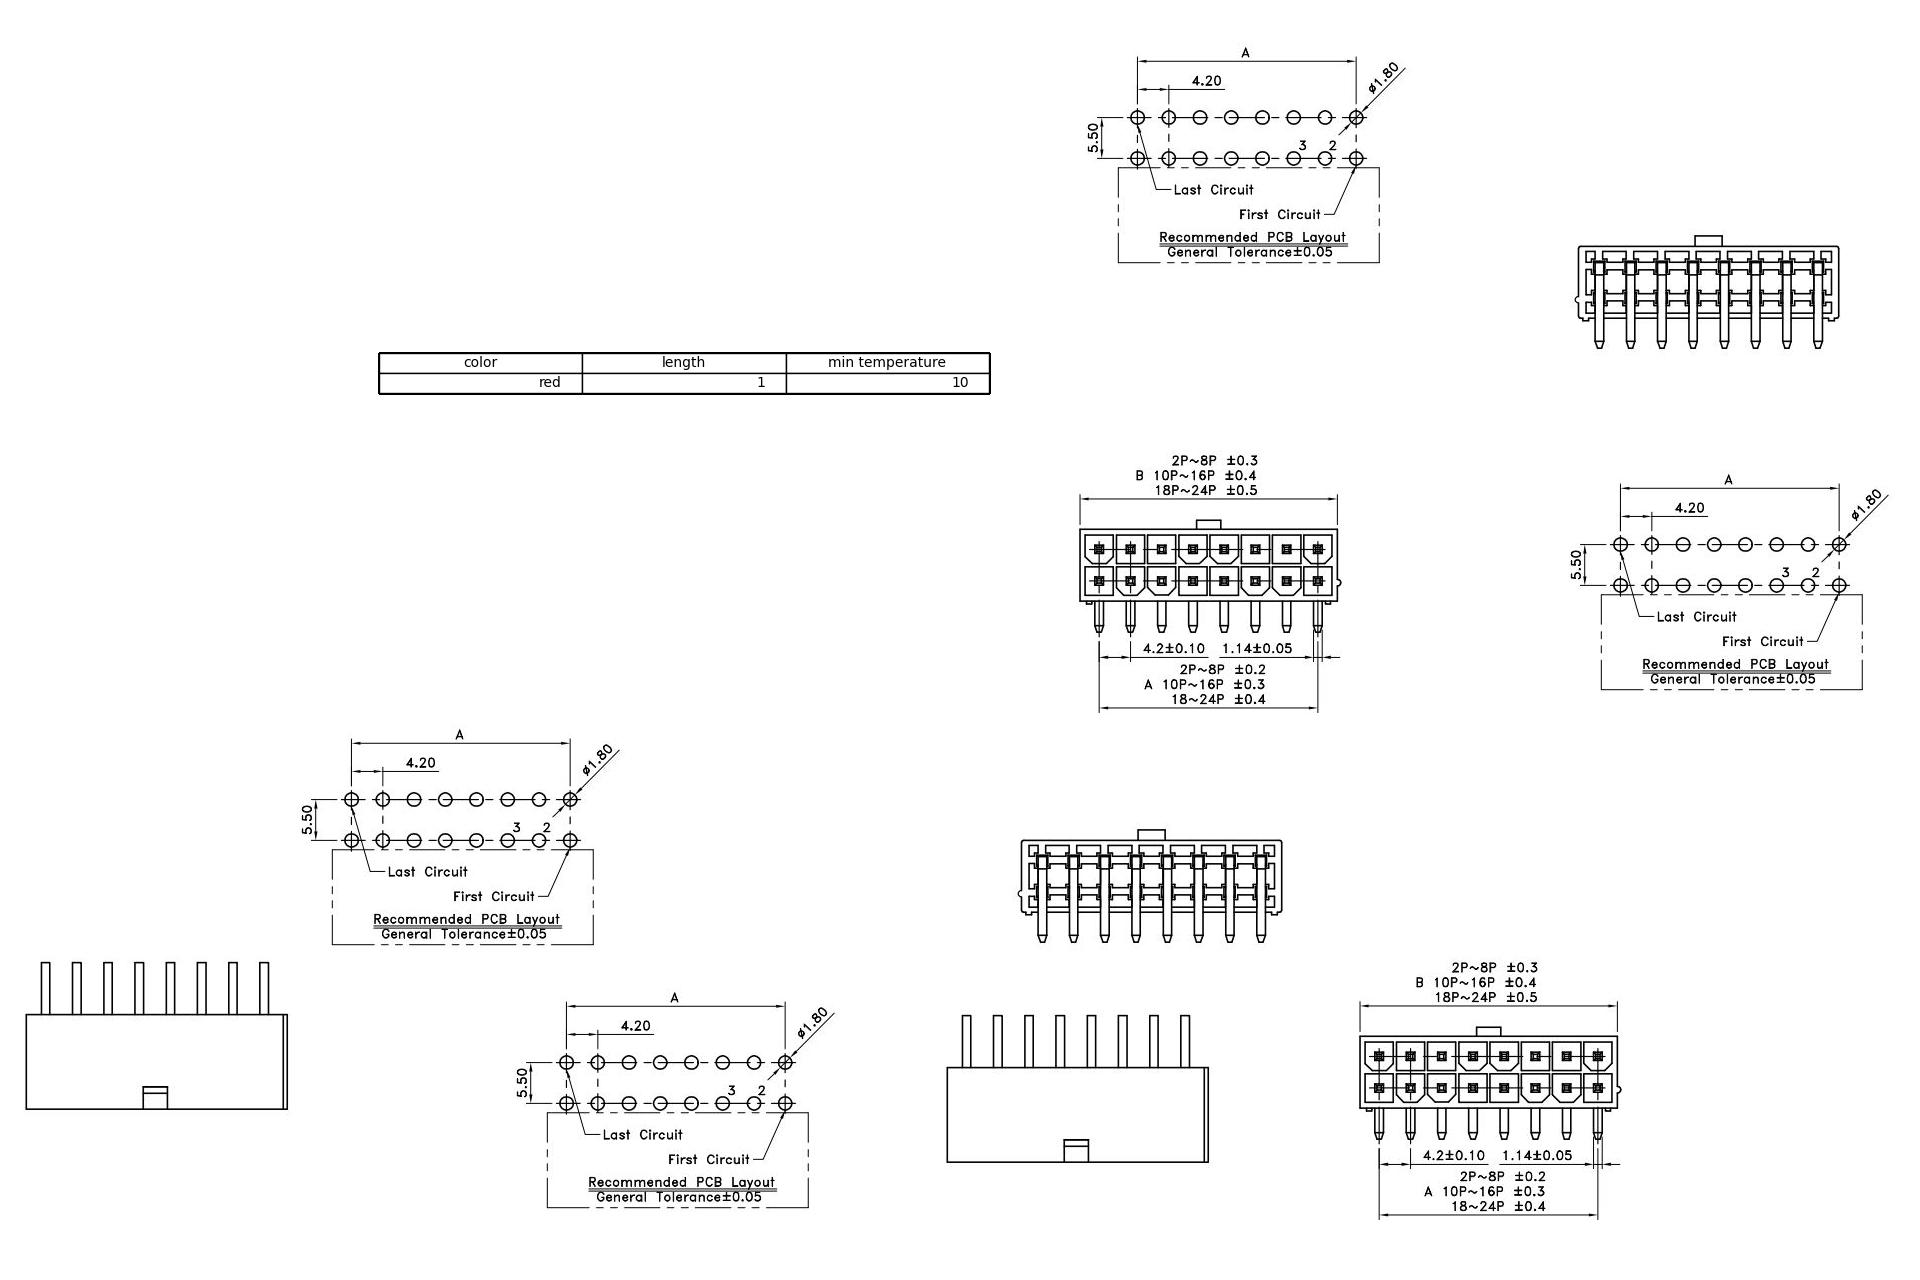 A
4.20
ø1.80
5.50
3 2
Last Circuit
First Circuit
Recommended PCB Layout
General Tolerance±0.05
color length min temperature
red 1 10
2P~8P ±0.3
B 10P~16P ±0.4
18P~24P ±0.5
4.2±0.10 1.14±0.05
2P~8P ±0.2
A 10P~16P ±0.3
18~24P ±0.4
A
4.20
ø1.80
5.50
3 2
Last Circuit
First Circuit
Recommended PCB Layout
General Tolerance±0.05
A
4.20
ø1.80
5.50
3 2
Last Circuit
First Circuit
Recommended PCB Layout
General Tolerance±0.05
A
4.20
ø1.80
5.50
3 2
Last Circuit
First Circuit
Recommended PCB Layout
General Tolerance±0.05
2P~8P ±0.3
B 10P~16P ±0.4
18P~24P ±0.5
4.2±0.10 1.14±0.05
2P~8P ±0.2
A 10P~16P ±0.3
18~24P ±0.4